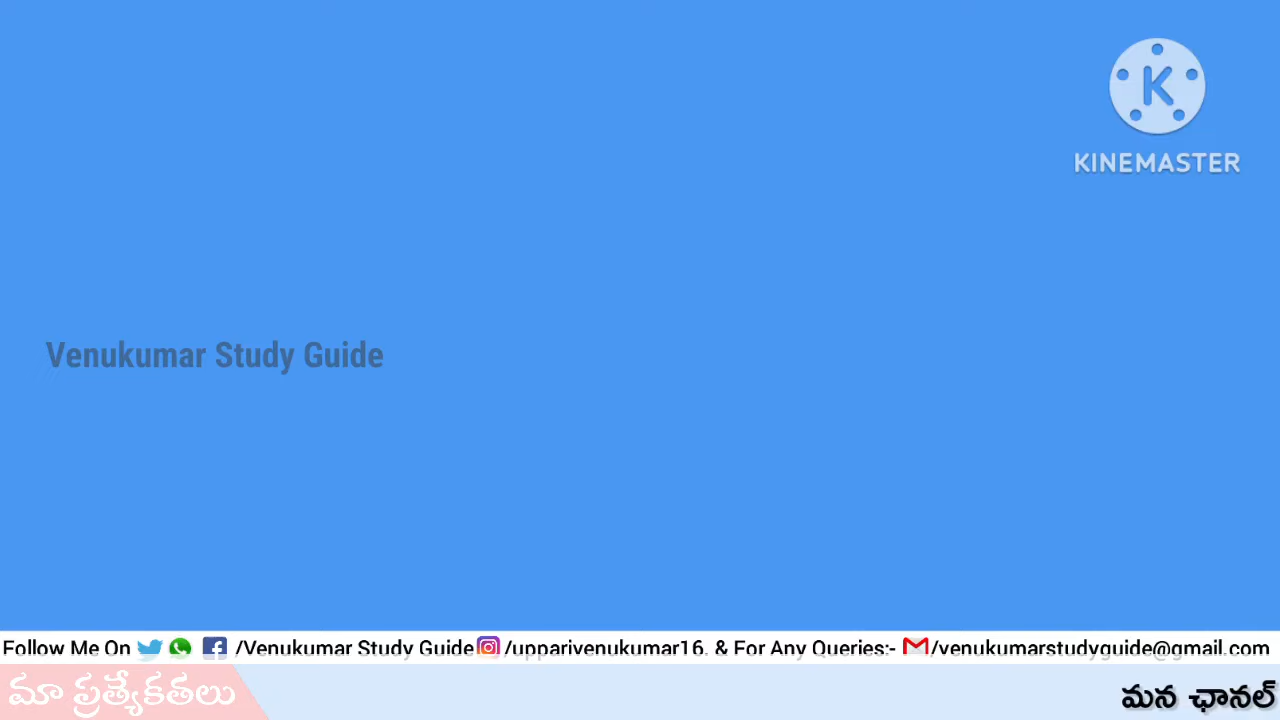 K
KINEMASTER
Venukumar Study Guide
Follow Me On /Venukumar Study Guide /upparivenukumar16. & For Any Queries:- /venukumarstudyguide@gmail.com
మా ప్రత్యేకతలు
మన ఛానల్